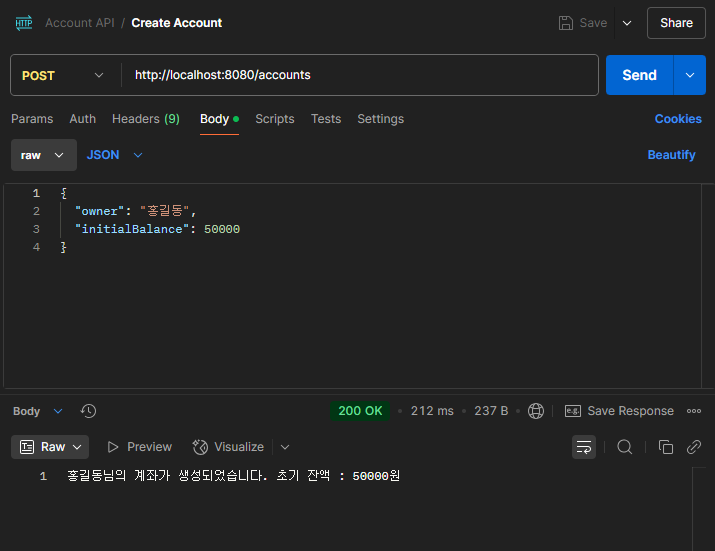 HTTP Account API / Create Account Save Share
POST http://localhost:8080/accounts Send
Params Auth Headers (9) Body Scripts Tests Settings Cookies
raw JSON Beautify
1 {
2 "owner": "홍길동",
3 "initialBalance": 50000
4 }
Body 200 OK • 212 ms • 237 B • e.g. Save Response
Raw Preview Visualize
1 홍길동님의 계좌가 생성되었습니다. 초기 잔액 : 50000원